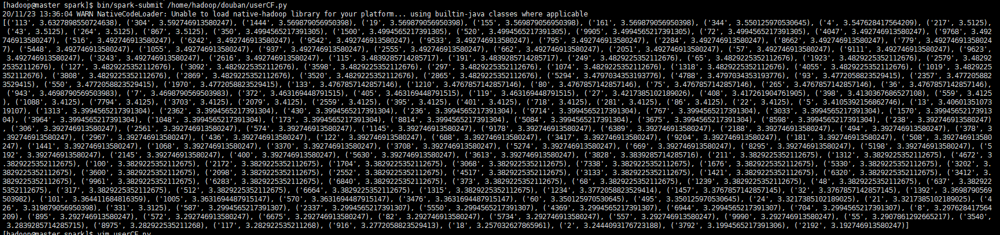 [hadoop@master spark]$ bin/spark-submit /home/hadoop/douban/userCF.py
20/11/23 13:36:04 WARN NativeCodeLoader: Unable to load native-hadoop library for your platform... using builtin-java classes where applicable
[('113', 3.6327898550724638), ('304', 3.592746913580247), ('1444', 3.569879056950398), ('19', 3.569879056950398), ('155', 3.569879056950398), ('161', 3.569879056950398), ('344', 3.550125970530645), ('4', 3.547628417564209), ('217', 3.5125),
('43', 3.5125), ('264', 3.5125), ('867', 3.5125), ('350', 3.4994565217391305), ('1500', 3.4994565217391305), ('520', 3.4994565217391305), ('9905', 3.4994565217391305), ('72', 3.4994565217391305), ('4047', 3.492746913580247), ('9768', 3.492
746913580247), ('516', 3.492746913580247), ('6242', 3.492746913580247), ('9542', 3.492746913580247), ('9533', 3.492746913580247), ('795', 3.492746913580247), ('2284', 3.492746913580247), ('8662', 3.492746913580247), ('779', 3.49274691358024
7), ('5448', 3.492746913580247), ('1055', 3.492746913580247), ('937', 3.492746913580247), ('2555', 3.492746913580247), ('662', 3.492746913580247), ('2051', 3.492746913580247), ('57', 3.492746913580247), ('9111', 3.492746913580247), ('9623',
3.492746913580247), ('3243', 3.492746913580247), ('2616', 3.492746913580247), ('115', 3.4839285714285717), ('191', 3.4839285714285717), ('249', 3.4829225352112676), ('65', 3.4829225352112676), ('1923', 3.4829225352112676), ('2579', 3.4829
225352112676), ('127', 3.4829225352112676), ('3092', 3.4829225352112676), ('3598', 3.4829225352112676), ('297', 3.4829225352112676), ('1074', 3.4829225352112676), ('1318', 3.4829225352112676), ('4055', 3.4829225352112676), ('1019', 3.4829225
352112676), ('3808', 3.4829225352112676), ('2869', 3.4829225352112676), ('3520', 3.4829225352112676), ('2865', 3.4829225352112676), ('5294', 3.4797034353193776), ('4788', 3.4797034353193776), ('93', 3.4772058823529415), ('2357', 3.477205882
3529415), ('550', 3.4772058823529415), ('1970', 3.4772058823529415), ('133', 3.4767857142857146), ('1210', 3.4767857142857146), ('80', 3.4767857142857146), ('75', 3.4767857142857146), ('265', 3.4767857142857146), ('36', 3.4767857142857146),
('943', 3.4698790569503983), ('7', 3.4698790569503983), ('372', 3.463169448791515), ('405', 3.463169448791515), ('119', 3.463169448791515), ('27', 3.4217385102189026), ('408', 3.417261904761905), ('398', 3.4130367686527108), ('559', 3.4125
), ('1088', 3.4125), ('7794', 3.4125), ('3703', 3.4125), ('2079', 3.4125), ('2559', 3.4125), ('395', 3.4125), ('401', 3.4125), ('718', 3.4125), ('281', 3.4125), ('86', 3.4125), ('22', 3.4125), ('5', 3.4105392156862746), ('13', 3.40601351073
19107), ('1313', 3.3994565217391304), ('2362', 3.3994565217391304), ('430', 3.3994565217391304), ('236', 3.3994565217391304), ('9714', 3.3994565217391304), ('767', 3.3994565217391304), ('3033', 3.3994565217391304), ('1570', 3.39945652173913
04), ('3964', 3.3994565217391304), ('1048', 3.3994565217391304), ('173', 3.3994565217391304), ('8814', 3.3994565217391304), ('5084', 3.3994565217391304), ('3675', 3.3994565217391304), ('8598', 3.3994565217391304), ('238', 3.3994565217391304)
, ('306', 3.392746913580247), ('2561', 3.392746913580247), ('574', 3.392746913580247), ('1145', 3.392746913580247), ('9178', 3.392746913580247), ('6389', 3.392746913580247), ('2188', 3.392746913580247), ('494', 3.392746913580247), ('378', 3
.392746913580247), ('2967', 3.392746913580247), ('436', 3.392746913580247), ('122', 3.392746913580247), ('688', 3.392746913580247), ('3417', 3.392746913580247), ('9204', 3.392746913580247), ('181', 3.392746913580247), ('508', 3.392746913580
247), ('1441', 3.392746913580247), ('1068', 3.392746913580247), ('3370', 3.392746913580247), ('3708', 3.392746913580247), ('5274', 3.392746913580247), ('669', 3.392746913580247), ('8295', 3.392746913580247), ('5198', 3.392746913580247), ('5
192', 3.392746913580247), ('2145', 3.392746913580247), ('400', 3.392746913580247), ('5630', 3.392746913580247), ('3613', 3.392746913580247), ('3828', 3.3839285714285716), ('211', 3.3829225352112675), ('1312', 3.3829225352112675), ('4672', 3
.3829225352112675), ('100', 3.3829225352112675), ('2172', 3.3829225352112675), ('1704', 3.3829225352112675), ('3068', 3.3829225352112675), ('7338', 3.3829225352112675), ('1676', 3.3829225352112675), ('5330', 3.3829225352112675), ('3202', 3.
3829225352112675), ('3600', 3.3829225352112675), ('2098', 3.3829225352112675), ('2552', 3.3829225352112675), ('4517', 3.3829225352112675), ('3133', 3.3829225352112675), ('1421', 3.3829225352112675), ('6320', 3.3829225352112675), ('3412', 3.
3829225352112675), ('9961', 3.3829225352112675), ('6283', 3.3829225352112675), ('6840', 3.3829225352112675), ('373', 3.3829225352112675), ('68', 3.3829225352112675), ('1239', 3.3829225352112675), ('48', 3.3829225352112675), ('637', 3.382922
5352112675), ('317', 3.3829225352112675), ('512', 3.3829225352112675), ('6664', 3.3829225352112675), ('1315', 3.3829225352112675), ('1234', 3.3772058823529414), ('1457', 3.3767857142857145), ('32', 3.3767857142857145), ('1392', 3.3698790569
503982), ('101', 3.364411684816359), ('1005', 3.3631694487915147), ('570', 3.3631694487915147), ('3476', 3.3631694487915147), ('60', 3.350125970530645), ('495', 3.350125970530645), ('24', 3.3217385102189025), ('21', 3.3217385102189025), ('4
26', 3.319879056950398), ('331', 3.3125), ('587', 3.2994565217391307), ('2337', 3.2994565217391307), ('5550', 3.2994565217391307), ('4369', 3.2994565217391307), ('6944', 3.2994565217391307), ('704', 3.2994565217391307), ('8', 3.297628417564
209), ('895', 3.292746913580247), ('572', 3.292746913580247), ('6675', 3.292746913580247), ('82', 3.292746913580247), ('5734', 3.292746913580247), ('557', 3.292746913580247), ('9990', 3.292746913580247), ('55', 3.2907861292665217), ('3540',
3.2839285714285715), ('8975', 3.282922535211268), ('117', 3.282922535211268), ('916', 3.2772058823529413), ('18', 3.257032627865961), ('2', 3.2444093176723188), ('3792', 3.1994565217391306), ('2192', 3.192746913580247)]
[hadoop@master spark]$ vim userCF.py